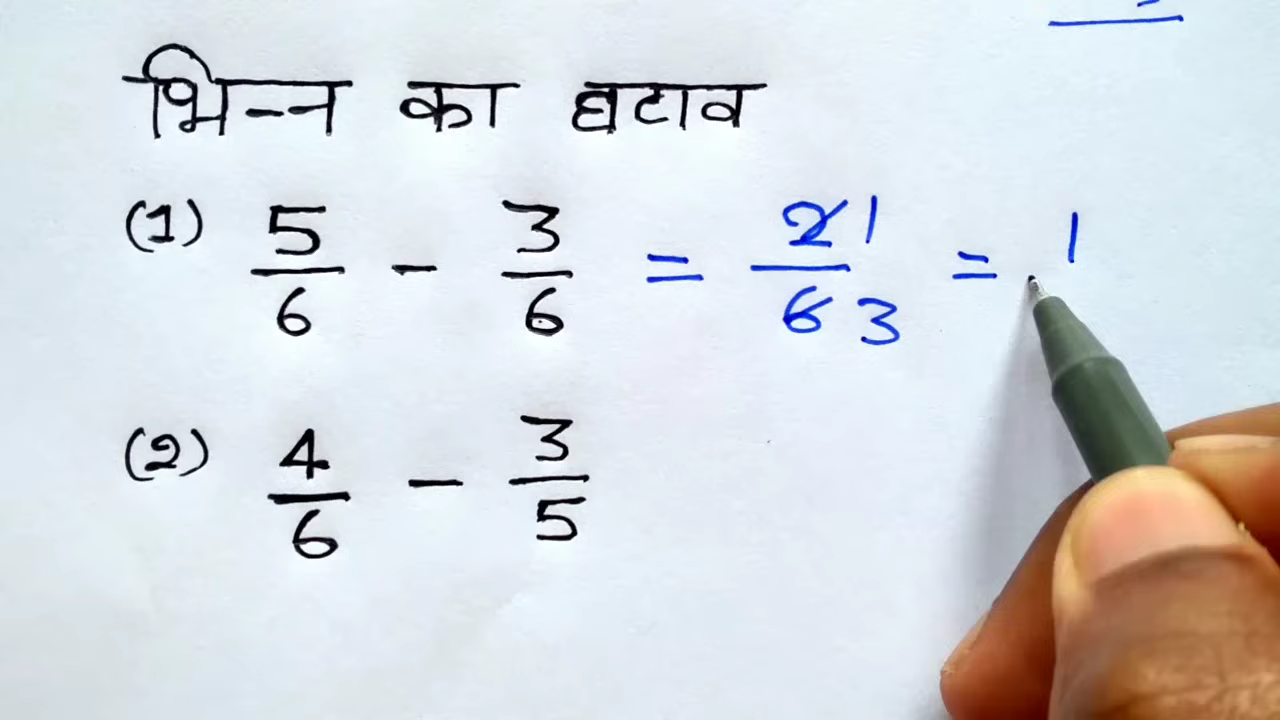 भिन्न का घटाव
(1) 5/6 - 3/6 = 2/6 1/3 = 1
(2) 4/6 - 3/5